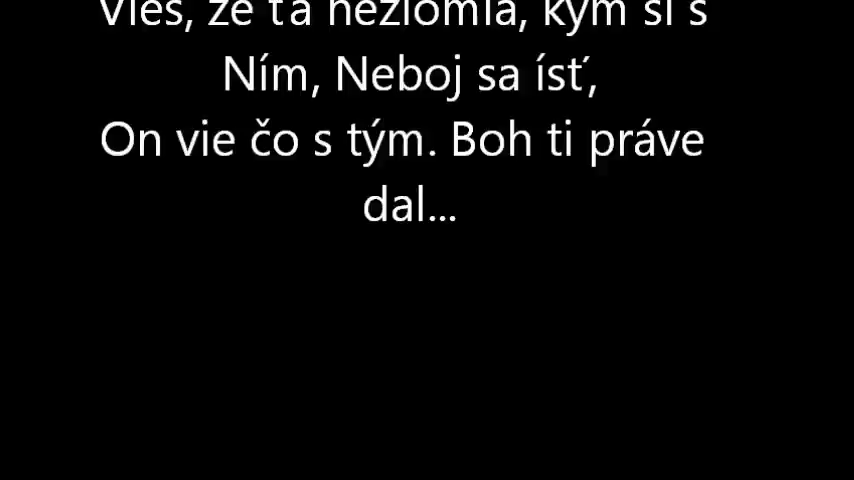 Vieš, že ťa nezlomia, kým si s
Ním, Neboj sa ísť,
On vie čo s tým. Boh ti práve
dal...